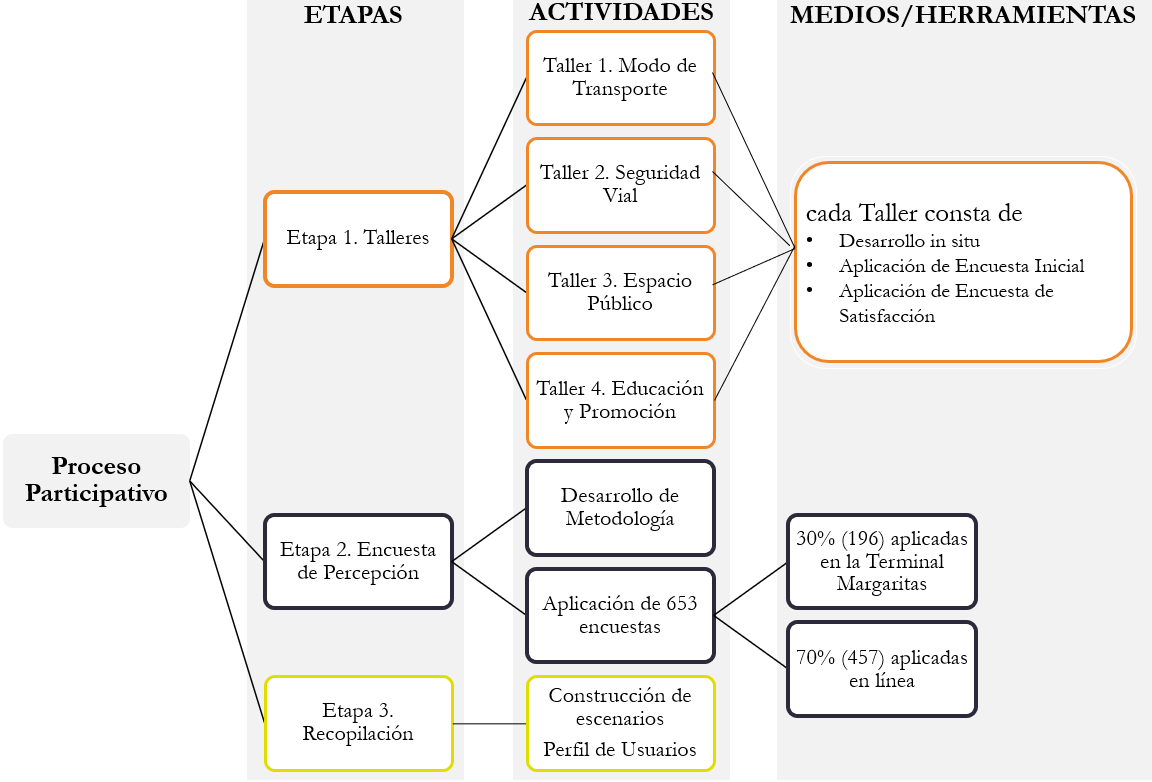 ETAPAS
ACTIVIDADES
MEDIOS/HERRAMIENTAS
Proceso
Participativo
Etapa 1. Talleres
Taller 1. Modo de
Transporte
Taller 2. Seguridad
Vial
Taller 3. Espacio
Público
Taller 4. Educación
y Promoción
cada Taller consta de
• Desarrollo in situ
• Aplicación de Encuesta Inicial
• Aplicación de Encuesta de
Satisfacción
Etapa 2. Encuesta
de Percepción
Desarrollo de
Metodología
Aplicación de 653
encuestas
30% (196) aplicadas
en la Terminal
Margaritas
70% (457) aplicadas
en línea
Etapa 3.
Recopilación
Construcción de
escenarios
Perfil de Usuarios